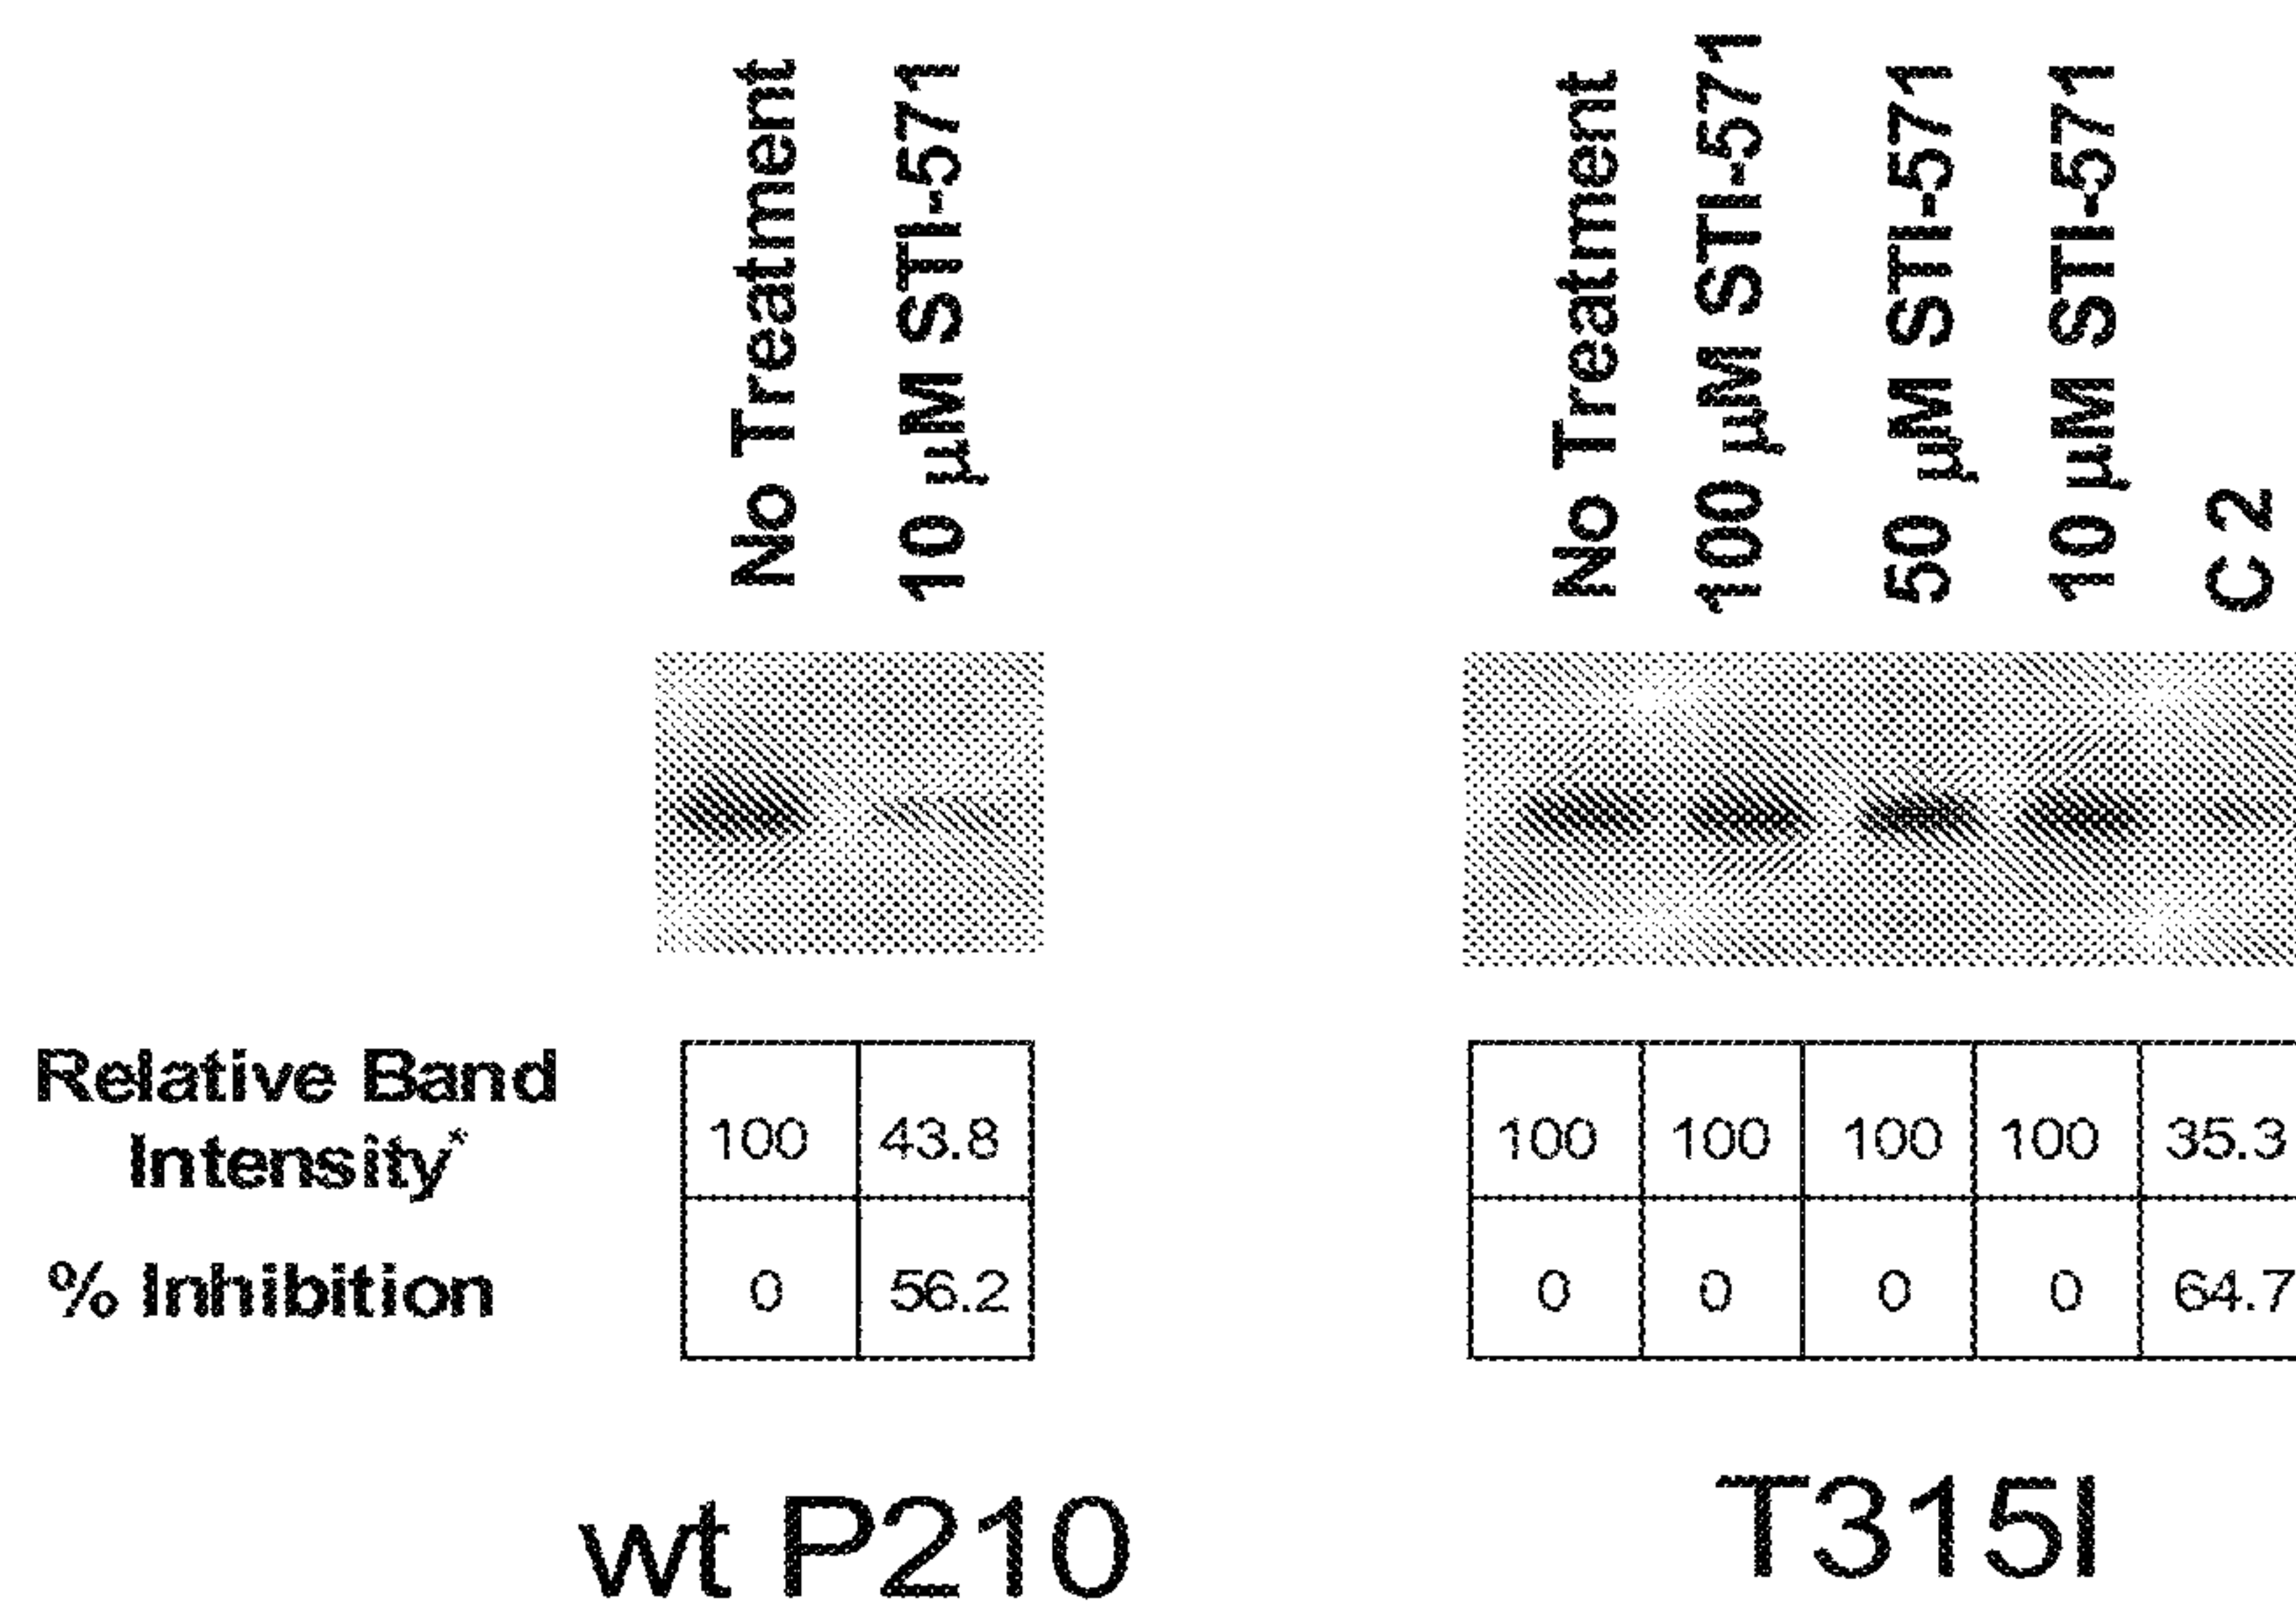 No Treatment
10 µM STI-571
No Treatment
100 µM STI-571
50 µM STI-571
10 µM STI-571
C 2
Relative Band
Intensity*
100 43.8
100 100 100 100 35.3
% Inhibition
0 56.2
0 0 0 0 64.7
wt P210
T315I